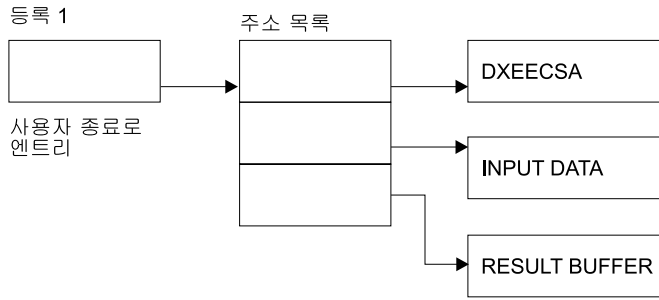 등록 1
주소 목록
DXEECSA
사용자 종료로
엔트리
INPUT DATA
RESULT BUFFER